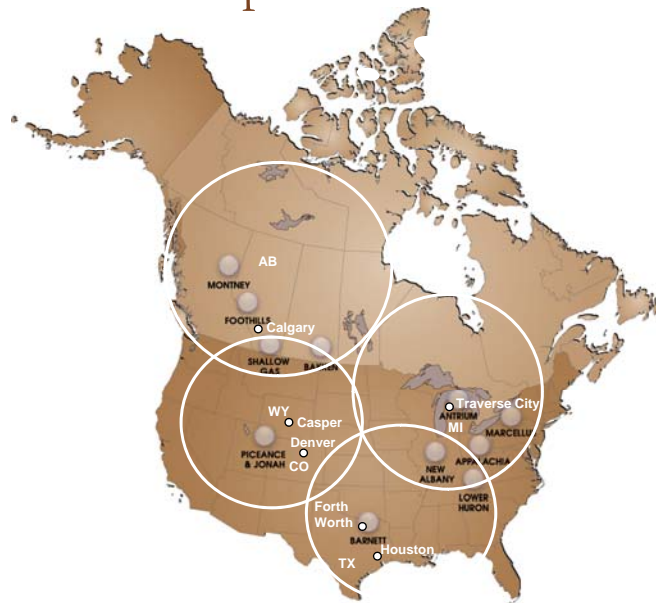 AB
MONTNEY
FOOTHILLS
Calgary
SHALLOW
GAS
BAKKEN
WY
Casper
Denver
CO
PICEANCE
& JONAH
Traverse City
ANTRIUM
MI
MARCELLUS
APPALACHIA
NEW
ALBANY
LOWER
HURON
Forth
Worth
BARNETT
Houston
TX